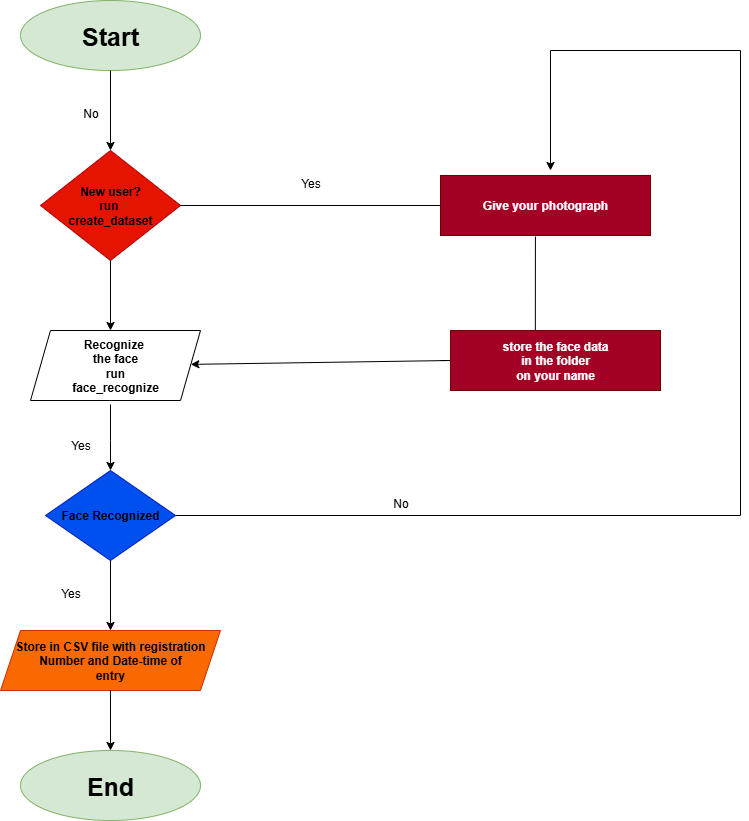 Start
No
New user?
run
create_dataset
Yes
Give your photograph
Recognize
the face
run
face_recognize
store the face data
in the folder
on your name
Yes
Face Recognized
No
Yes
Store in CSV file with registration
Number and Date-time of
entry
End